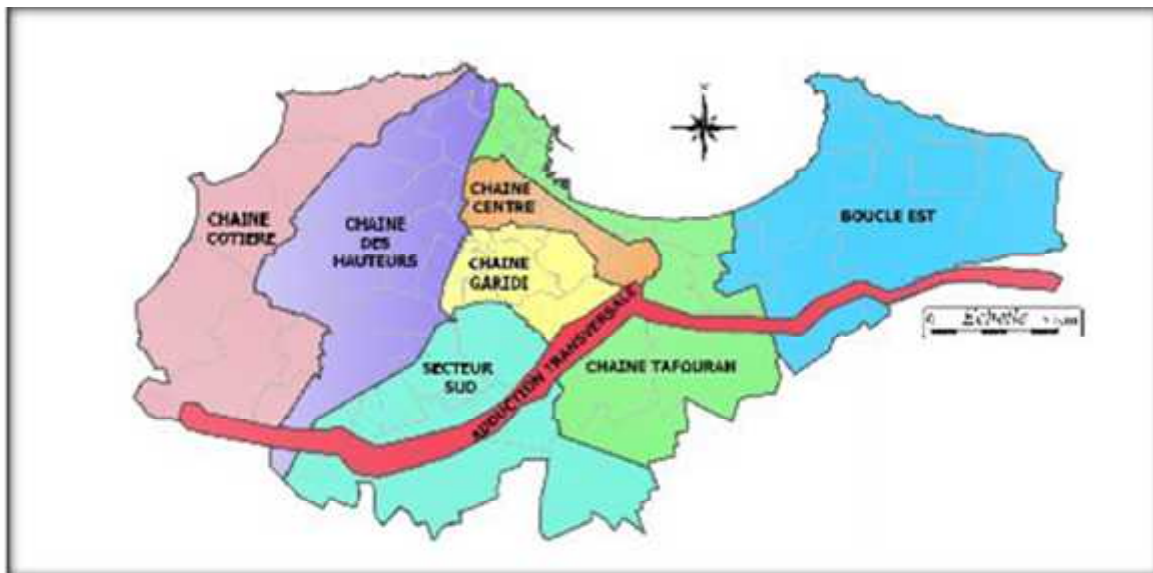 CHAINE
COTIERE
CHAINE
DES
HAUTEURS
CHAINE
CENTRE
CHAINE
GARIDI
SECTEUR
SUD
ADDUCTION TRANSVERSALE
CHAINE TAFOURAH
BOUCLE EST
Echelle